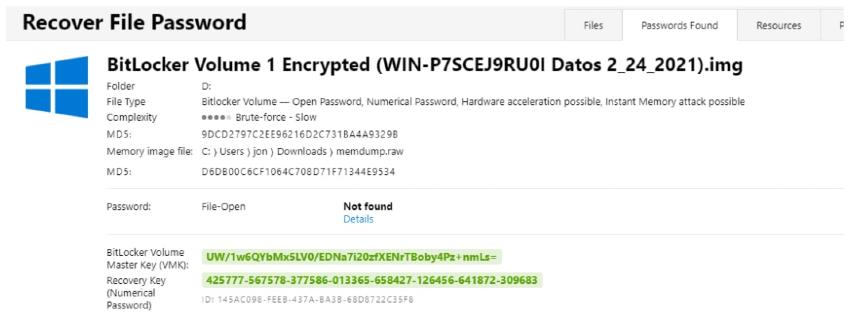 Recover File Password
Files
Passwords Found
Resources
BitLocker Volume 1 Encrypted (WIN-P7SCEJ9RU0I Datos 2_24_2021).img
Folder D:
File Type Bitlocker Volume — Open Password, Numerical Password, Hardware acceleration possible, Instant Memory attack possible
Complexity Brute-force - Slow
MD5: 9DCD2797C2EE96216D2C731BA4A9329B
Memory image file: C: ⟩ Users ⟩ jon ⟩ Downloads ⟩ memdump.raw
MD5: D6DB00C6CF1064C708D71F71344E9534
Password: File-Open Not found
Details
BitLocker Volume
Master Key (VMK): UW/1w6QYbMx5LV0/EDNa7i20zfXENrTBoby4Pz+nmLs=
Recovery Key 425777-567578-377586-013365-658427-126456-641872-309683
(Numerical
Password) ID: 145AC098-FEEB-437A-BA3B-68D8722C35F8